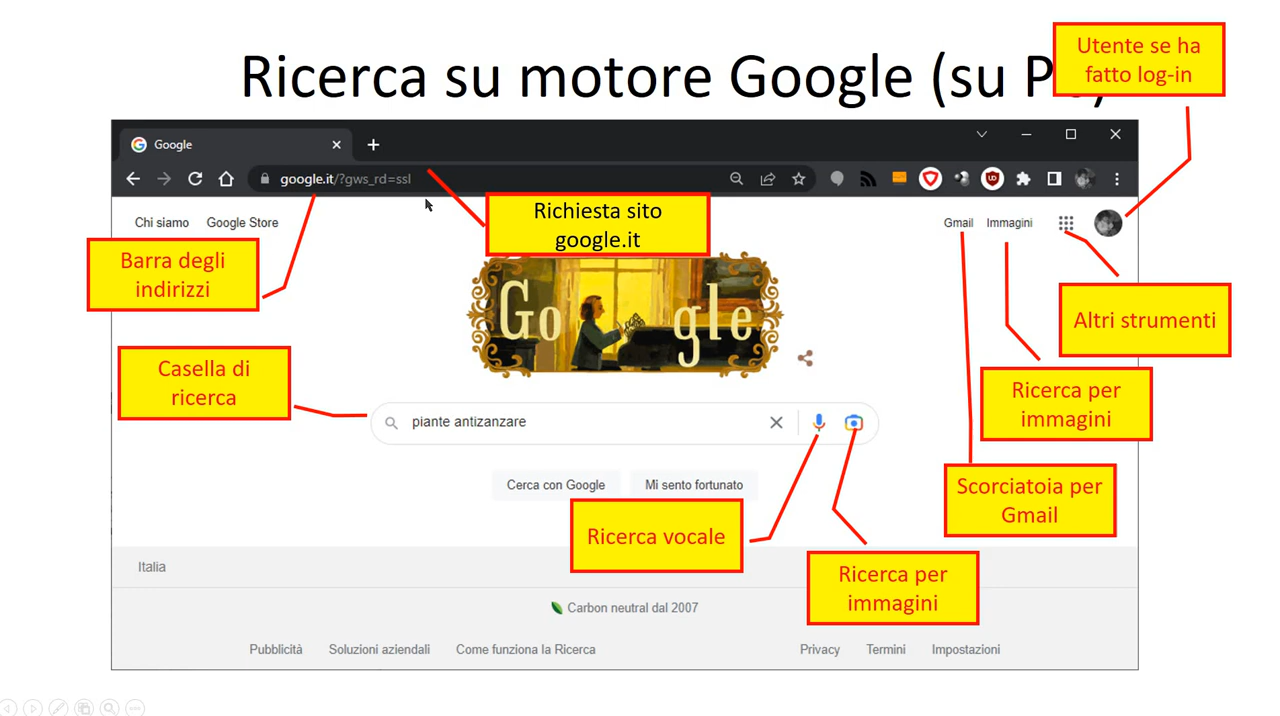 Utente se ha
fatto log-in
Ricerca su motore Google (su P
Google
google.it/?gws_rd=ssl
Richiesta sito
google.it
Chi siamo
Google Store
Gmail
Immagini
Barra degli
indirizzi
Google
Altri strumenti
Casella di
ricerca
Ricerca per
immagini
piante antizanzare
Cerca con Google
Mi sento fortunato
Scorciatoia per
Gmail
Ricerca vocale
Ricerca per
immagini
Italia
Carbon neutral dal 2007
Pubblicità
Soluzioni aziendali
Come funziona la Ricerca
Privacy
Termini
Impostazioni